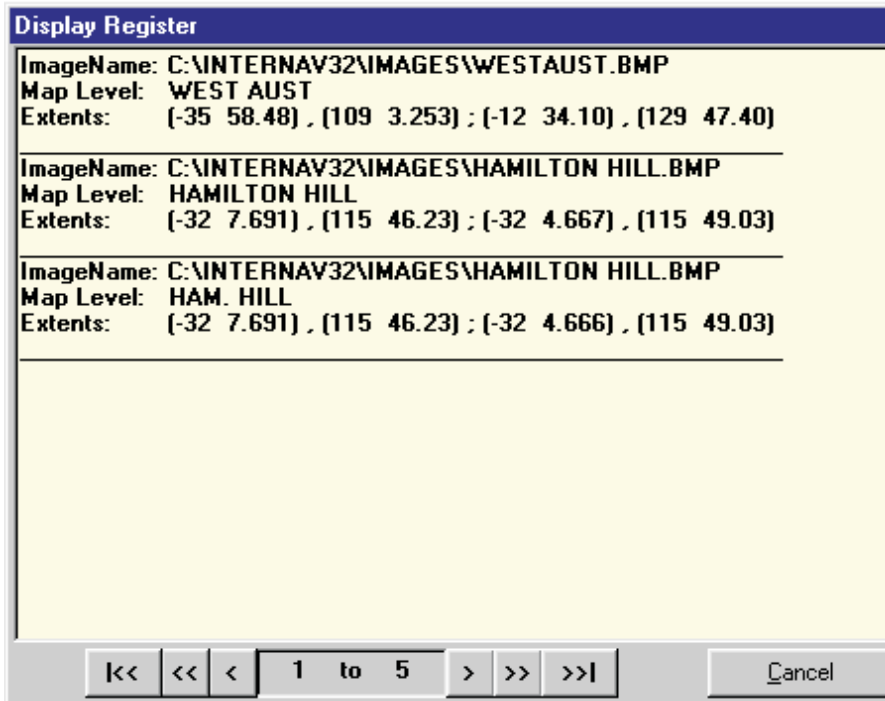 Display Register
ImageName: C:\INTERNAV32\IMAGES\WESTAUST.BMP
Map Level: WEST AUST
Extents: (-35 58.48) , (109 3.253) ; (-12 34.10) , (129 47.40)
ImageName: C:\INTERNAV32\IMAGES\HAMILTON HILL.BMP
Map Level: HAMILTON HILL
Extents: (-32 7.691) , (115 46.23) ; (-32 4.667) , (115 49.03)
ImageName: C:\INTERNAV32\IMAGES\HAMILTON HILL.BMP
Map Level: HAM. HILL
Extents: (-32 7.691) , (115 46.23) ; (-32 4.666) , (115 49.03)
|<< << < 1 to 5 > >> >>| Cancel